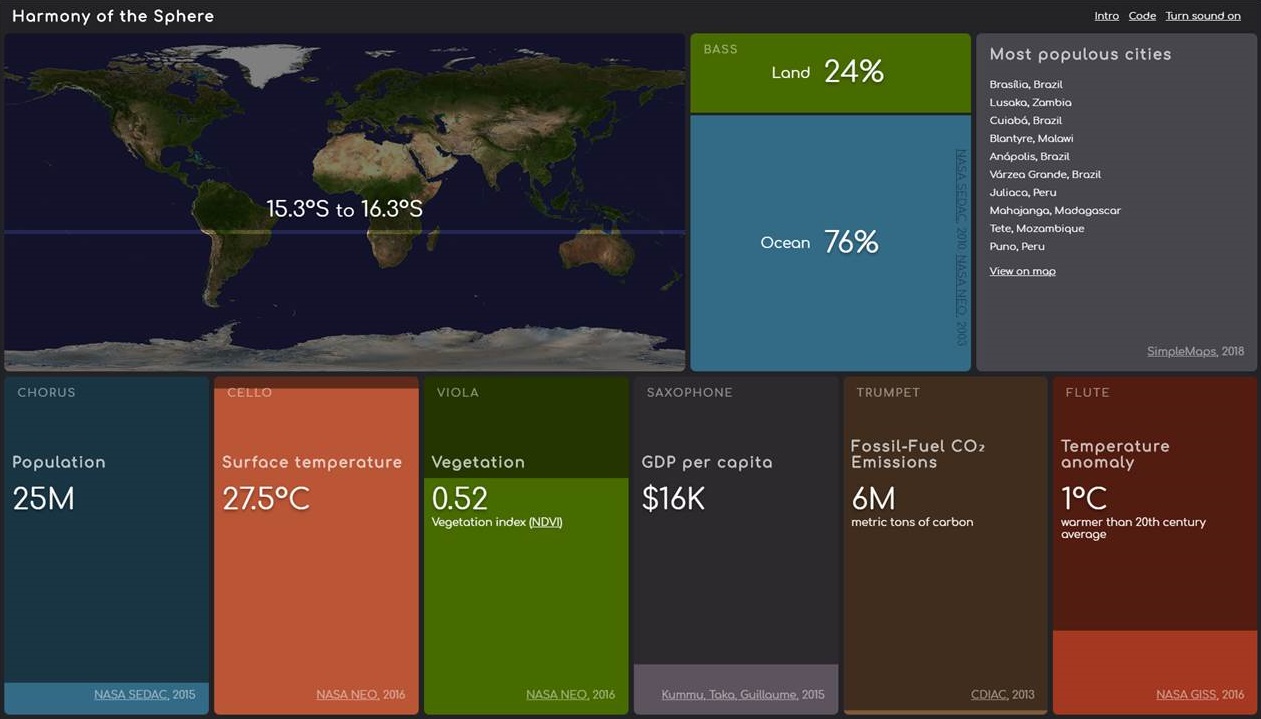 Harmony of the Sphere
Intro Code Turn sound on
15.3°S to 16.3°S
BASS
Land 24%
Ocean 76%
NASA SEDAC, 2010 NASA NEO, 2003
Most populous cities
Brasília, Brazil
Lusaka, Zambia
Cuiabá, Brazil
Blantyre, Malawi
Anápolis, Brazil
Várzea Grande, Brazil
Juliaca, Peru
Mahajanga, Madagascar
Tete, Mozambique
Puno, Peru
View on map
SimpleMaps, 2018
CHORUS
Population
25M
NASA SEDAC, 2015
CELLO
Surface temperature
27.5°C
NASA NEO, 2016
VIOLA
Vegetation
0.52
Vegetation index (NDVI)
NASA NEO, 2016
SAXOPHONE
GDP per capita
$16K
Kummu, Taka, Guillaume, 2015
TRUMPET
Fossil-Fuel CO₂
Emissions
6M
metric tons of carbon
CDIAC, 2013
FLUTE
Temperature
anomaly
1°C
warmer than 20th century
average
NASA GISS, 2016